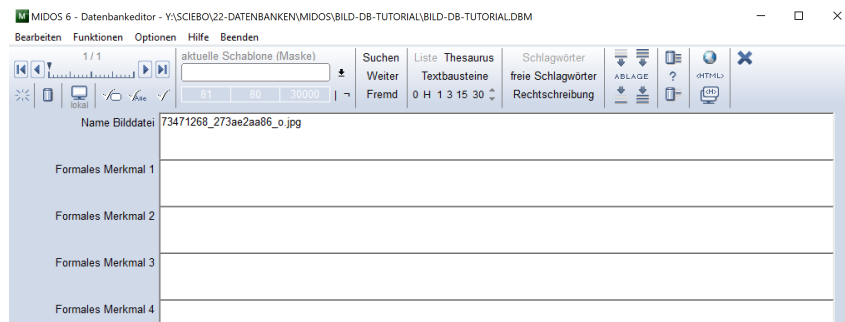 MIDOS 6 - Datenbankeditor - Y:\SCIEBO\22-DATENBANKEN\MIDOS\BILD-DB-TUTORIAL\BILD-DB-TUTORIAL.DBM
Bearbeiten Funktionen Optionen Hilfe Beenden
1 / 1 aktuelle Schablone (Maske) Suchen Liste Thesaurus Schlagwörter
Weiter Textbausteine freie Schlagwörter ABLAGE ? <HTML>
lokal Alle 81 80 30000 | ¬ Fremd 0 H 1 3 15 30 Rechtschreibung <H>
Name Bilddatei 73471268_273ae2aa86_o.jpg
Formales Merkmal 1
Formales Merkmal 2
Formales Merkmal 3
Formales Merkmal 4